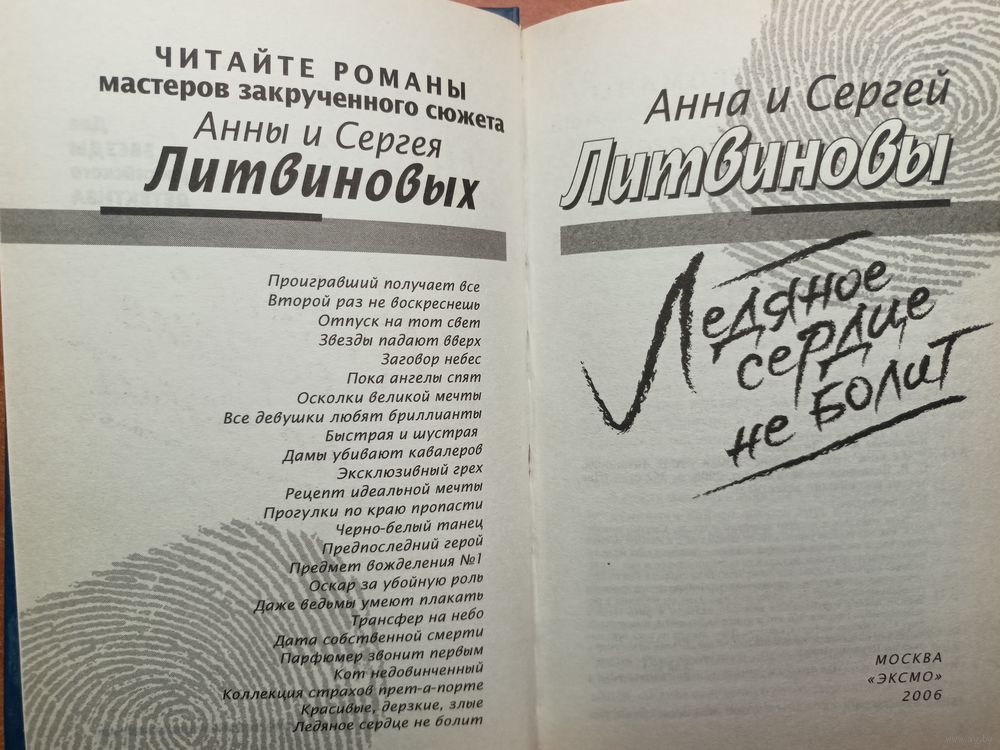 ЧИТАЙТЕ РОМАНЫ
мастеров закрученного сюжета
Анны и Сергея
Литвиновых
Проигравший получает все
Второй раз не воскреснешь
Отпуск на тот свет
Звезды падают вверх
Заговор небес
Пока ангелы спят
Осколки великой мечты
Все девушки любят бриллианты
Быстрая и шустрая
Дамы убивают кавалеров
Эксклюзивный грех
Рецепт идеальной мечты
Прогулки по краю пропасти
Черно-белый танец
Предпоследний герой
Предмет вожделения №1
Оскар за убойную роль
Даже ведьмы умеют плакать
Трансфер на небо
Дата собственной смерти
Парфюмер звонит первым
Кот недовинченный
Коллекция страхов прет-а-порте
Красивые, дерзкие, злые
Ледяное сердце не болит
Анна и Сергей
Литвиновы
Ледяное
сердце
не болит
МОСКВА
«ЭКСМО»
2006